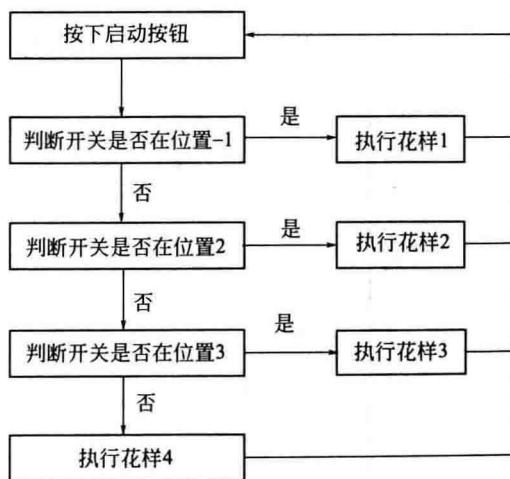 按下启动按钮
判断开关是否在位置-1
是
执行花样1
否
判断开关是否在位置2
是
执行花样2
否
判断开关是否在位置3
是
执行花样3
否
执行花样4